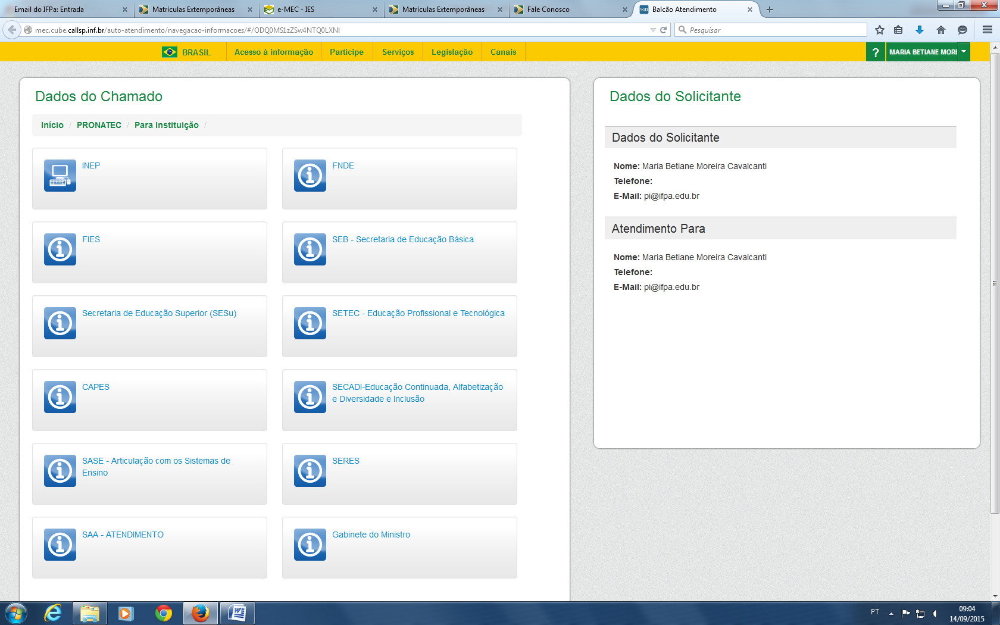 Email do IFPa: Entrada
Matrículas Extemporâneas
e-MEC - IES
Matrículas Extemporâneas
Fale Conosco
SGD Balcão Atendimento
mec.cube.callsp.inf.br/auto-atendimento/navegacao-informacoes/#/ODQ0MS1zZSw4NTQ0LXNl
Pesquisar
BRASIL
Acesso à informação
Participe
Serviços
Legislação
Canais
?
MARIA BETIANE MORE
Dados do Chamado
Início / PRONATEC / Para Instituição /
INEP
FNDE
FIES
SEB - Secretaria de Educação Básica
Secretaria de Educação Superior (SESu)
SETEC - Educação Profissional e Tecnológica
CAPES
SECADI-Educação Continuada, Alfabetização
e Diversidade e Inclusão
SASE - Articulação com os Sistemas de
Ensino
SERES
SAA - ATENDIMENTO
Gabinete do Ministro
Dados do Solicitante
Dados do Solicitante
Nome: Maria Betiane Moreira Cavalcanti
Telefone:
E-Mail: pi@ifpa.edu.br
Atendimento Para
Nome: Maria Betiane Moreira Cavalcanti
Telefone:
E-Mail: pi@ifpa.edu.br
PT
09:04
14/09/2015